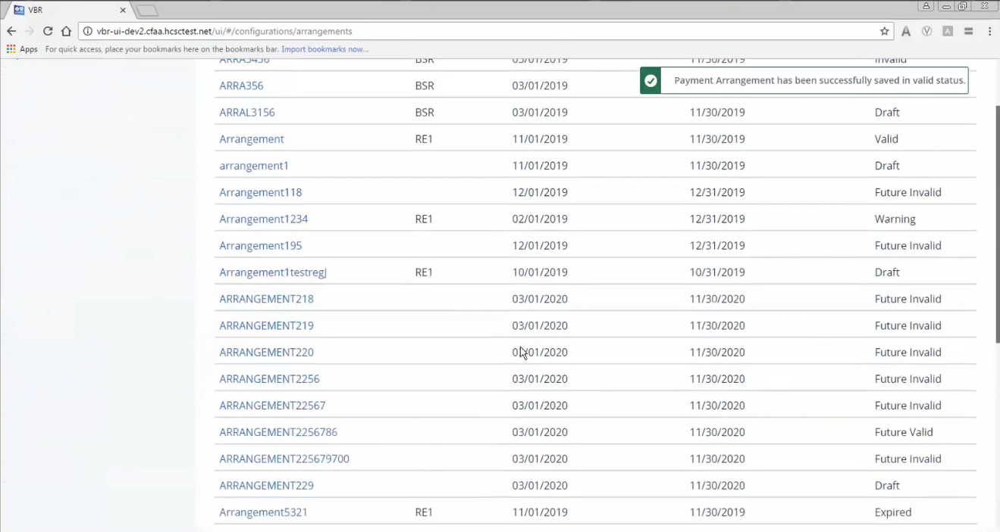 VBR
vbr-ui-dev2.cfaa.hcsctest.net/ui/#/configurations/arrangements
Apps For quick access, place your bookmarks here on the bookmarks bar. Import bookmarks now...
ARRA3456 BSR 03/01/2019 11/30/2019 Invalid
Payment Arrangement has been successfully saved in valid status.
ARRA356 BSR 03/01/2019
ARRAL3156 BSR 03/01/2019 11/30/2019 Draft
Arrangement RE1 11/01/2019 11/30/2019 Valid
arrangement1 11/01/2019 11/30/2019 Draft
Arrangement118 12/01/2019 12/31/2019 Future Invalid
Arrangement1234 RE1 02/01/2019 12/31/2019 Warning
Arrangement195 12/01/2019 12/31/2019 Future Invalid
Arrangement1testregJ RE1 10/01/2019 10/31/2019 Draft
ARRANGEMENT218 03/01/2020 11/30/2020 Future Invalid
ARRANGEMENT219 03/01/2020 11/30/2020 Future Invalid
ARRANGEMENT220 03/01/2020 11/30/2020 Future Invalid
ARRANGEMENT2256 03/01/2020 11/30/2020 Future Invalid
ARRANGEMENT22567 03/01/2020 11/30/2020 Future Invalid
ARRANGEMENT2256786 03/01/2020 11/30/2020 Future Valid
ARRANGEMENT225679700 03/01/2020 11/30/2020 Future Invalid
ARRANGEMENT229 03/01/2020 11/30/2020 Draft
Arrangement5321 RE1 11/01/2019 11/30/2019 Expired